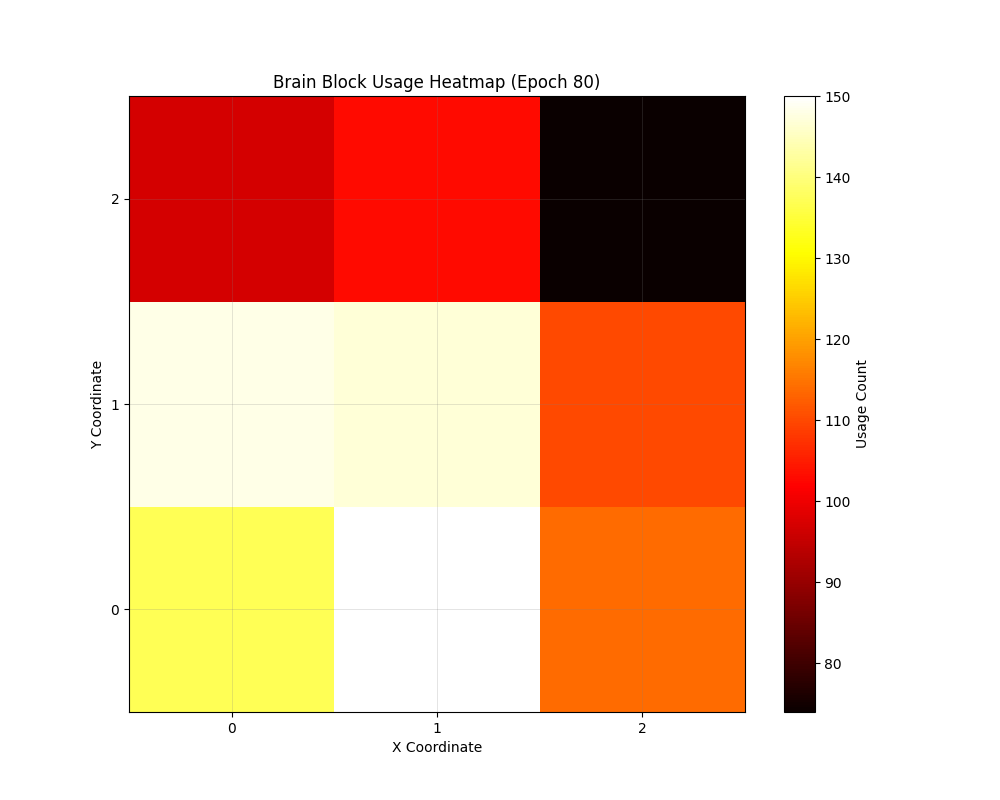 Brain Block Usage Heatmap (Epoch 80)
2
1
0
Y Coordinate
0 1 2
X Coordinate
150
140
130
120
110
100
90
80
Usage Count